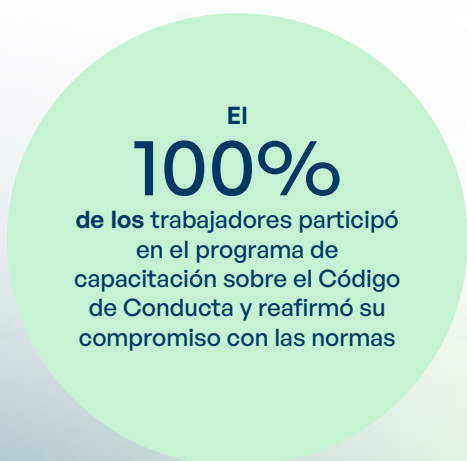 El
100%
de los trabajadores participó
en el programa de
capacitación sobre el Código
de Conducta y reafirmó su
compromiso con las normas